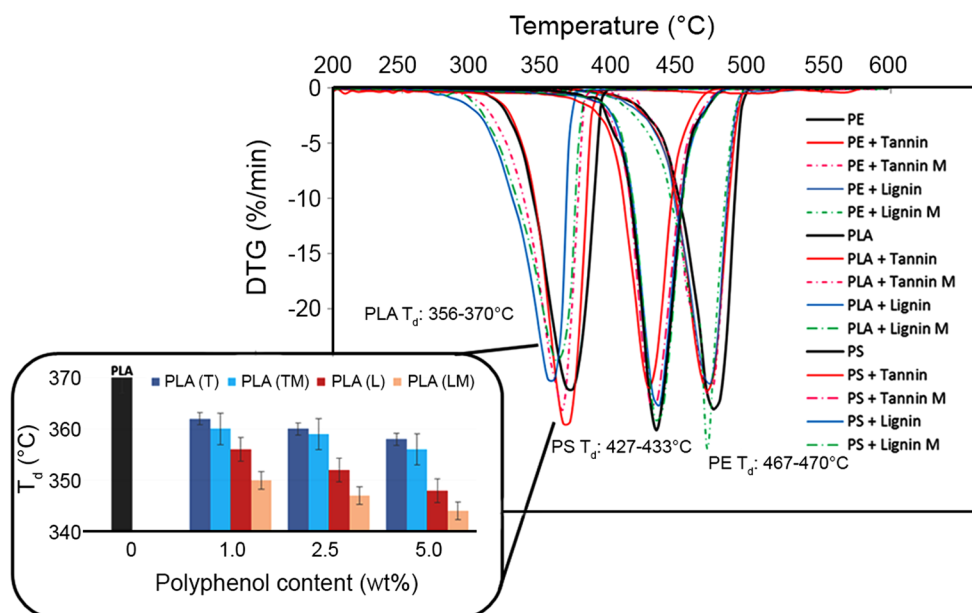 Temperature (°C)
200 250 300 350 400 450 500 550 600
DTG (%/min)
0
-5
-10
-15
-20
PE
PE + Tannin
PE + Tannin M
PE + Lignin
PE + Lignin M
PLA
PLA + Tannin
PLA + Tannin M
PLA + Lignin
PLA + Lignin M
PS
PS + Tannin
PS + Tannin M
PS + Lignin
PS + Lignin M
PLA Td: 356-370°C
PS Td: 427-433°C
PE Td: 467-470°C
PLA
PLA (T) PLA (TM) PLA (L) PLA (LM)
Td (°C)
370
360
350
340
0 1.0 2.5 5.0
Polyphenol content (wt%)